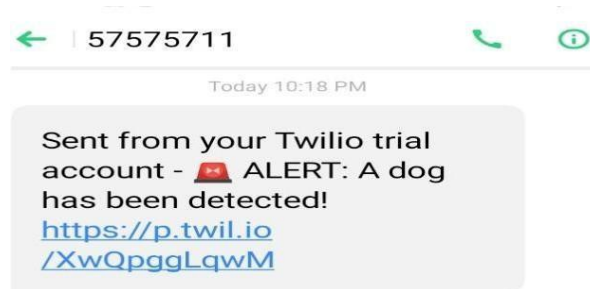 57575711
Today 10:18 PM
Sent from your Twilio trial
account - 🚨 ALERT: A dog
has been detected!
https://p.twil.io
/XwQpggLqwM